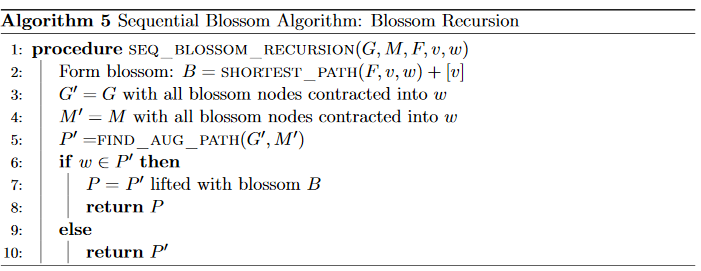 Algorithm 5 Sequential Blossom Algorithm: Blossom Recursion
1: procedure SEQ_BLOSSOM_RECURSION(G, M, F, v, w)
2: Form blossom: B = SHORTEST_PATH(F, v, w) + [v]
3: G′ = G with all blossom nodes contracted into w
4: M′ = M with all blossom nodes contracted into w
5: P′ =FIND_AUG_PATH(G′, M′)
6: if w ∈ P′ then
7: P = P′ lifted with blossom B
8: return P
9: else
10: return P′